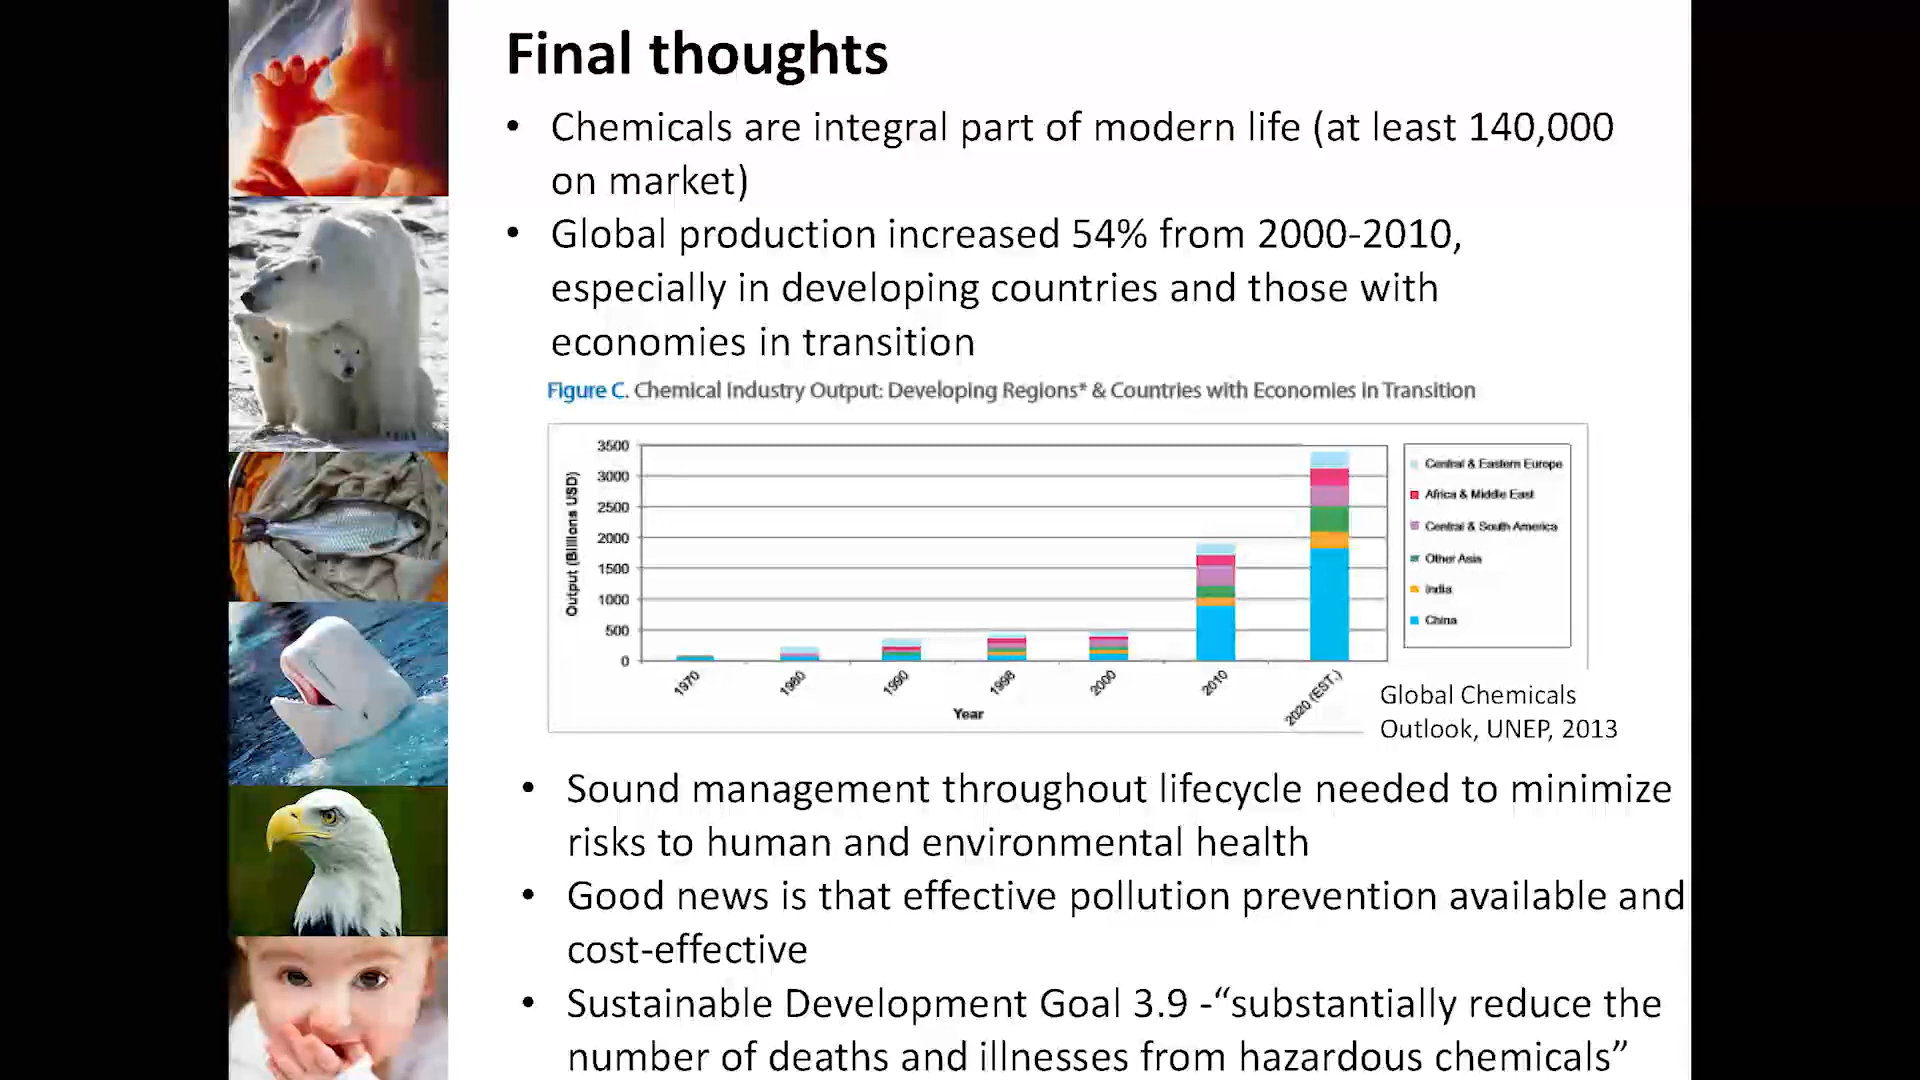 Final thoughts
• Chemicals are integral part of modern life (at least 140,000
on market)
• Global production increased 54% from 2000-2010,
especially in developing countries and those with
economies in transition
Figure C. Chemical Industry Output: Developing Regions* & Countries with Economies in Transition
Output (Billions USD)
3500
3000
2500
2000
1500
1000
500
0
1970
1980
1990
1998
2000
2010
2020 (EST.)
Year
Central & Eastern Europe
Africa & Middle East
Central & South America
Other Asia
India
China
Global Chemicals
Outlook, UNEP, 2013
• Sound management throughout lifecycle needed to minimize
risks to human and environmental health
• Good news is that effective pollution prevention available and
cost-effective
• Sustainable Development Goal 3.9 -“substantially reduce the
number of deaths and illnesses from hazardous chemicals”